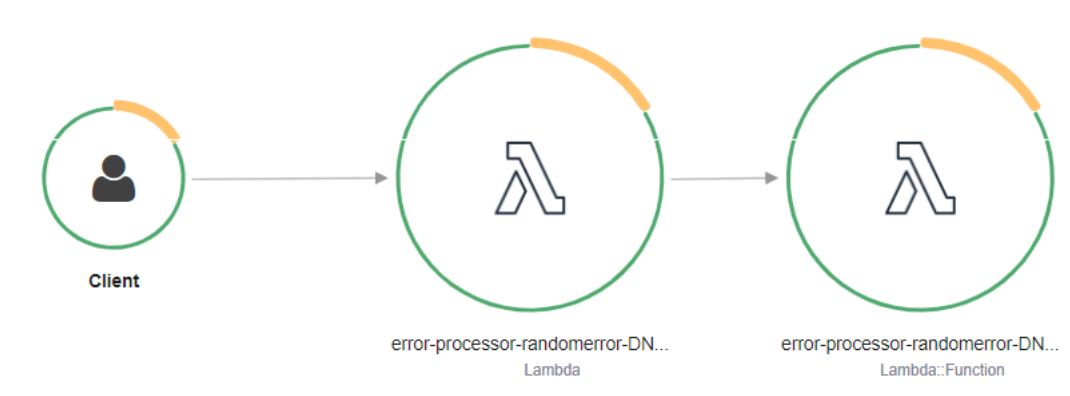 Client
error-processor-randomerror-DN...
Lambda
error-processor-randomerror-DN...
Lambda::Function